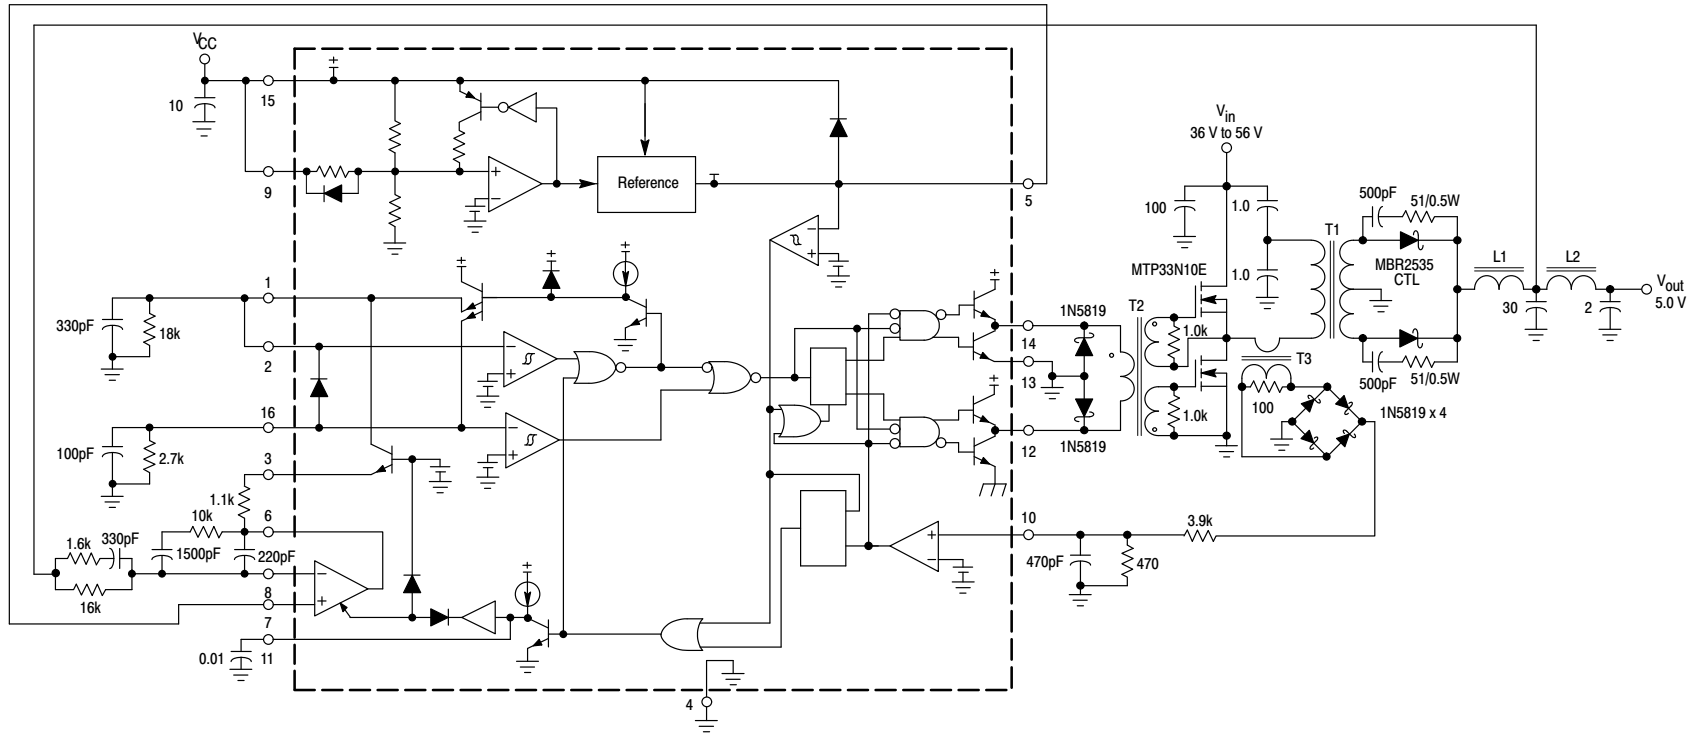 VCC
10
15
9
Reference
5
Vin
36 V to 56 V
100
1.0
1.0
T1
500pF
51/0.5W
MBR2535
CTL
L1
L2
Vout
5.0 V
30
2
500pF
51/0.5W
MTP33N10E
1N5819
T2
1.0k
1.0k
T3
100
1N5819 x 4
14
13
12
1N5819
1
330pF
18k
2
16
100pF
2.7k
3
1.1k
10k
6
1.6k
330pF
1500pF
220pF
16k
8
7
0.01
11
4
10
3.9k
470pF
470
+
−
+
−
−
+
−
+
−
+
−
+
+
−